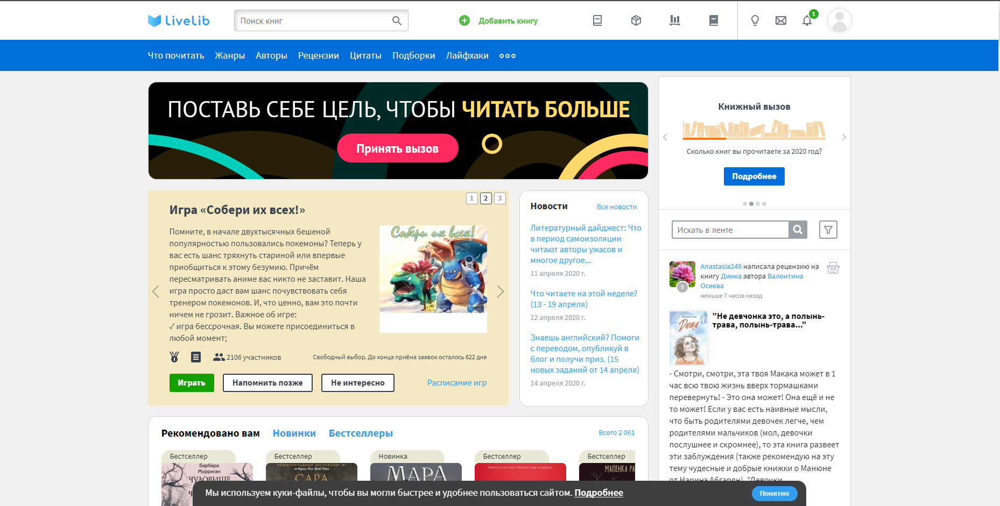 LiveLib
Поиск книг
Добавить книгу
1
Что почитать Жанры Авторы Рецензии Цитаты Подборки Лайфхаки
ПОСТАВЬ СЕБЕ ЦЕЛЬ, ЧТОБЫ ЧИТАТЬ БОЛЬШЕ
Принять вызов
1 2 3
Игра «Собери их всех!»
Помните, в начале двухтысячных бешеной
популярностью пользовались покемоны? Теперь у
вас есть шанс тряхнуть стариной или впервые
приобщиться к этому безумию. Причём
пересматривать аниме вас никто не заставит. Наша
игра просто даст вам шанс почувствовать себя
тренером покемонов. И, что ценно, вам это почти
ничем не грозит. Важное об игре:
✓ игра бессрочная. Вы можете присоединиться в
любой момент;
Собери их всех!
2106 участников
Свободный выбор. До конца приёма заявок осталось 622 дня
Играть
Напомнить позже
Не интересно
Расписание игр
Новости
Все новости
Литературный дайджест: Что
в период самоизоляции
читают авторы ужасов и
многое другое...
11 апреля 2020 г.
Что читаете на этой неделе?
(13 - 19 апреля)
12 апреля 2020 г.
Знаешь английский? Помоги
с переводом, опубликуй в
блог и получи приз. (15
новых заданий от 14 апреля)
14 апреля 2020 г.
Рекомендовано вам Новинки Бестселлеры
Всего 2 061
Бестселлер
Барбара
Морриган
ЧУДОВИЩЕ
Бестселлер
МЕЖДУНАРОДНЫЙ БЕСТСЕЛЛЕР №1
по версии New York Times
САРА
Новинка
МАРА
Бестселлер
Бестселлер
МАЛЕНКА РА
Книжный вызов
Сколько книг вы прочитаете за 2020 год?
Подробнее
Искать в ленте
Anastasia246 написала рецензию на
книгу Динка автора Валентина
Осеева
?
меньше 7 часов назад
Динка
"Не девчонка это, а полынь-
трава, полынь-трава..."
- Смотри, смотри, эта твоя Макака может в 1
час всю твою жизнь вверх тормашками
перевернуть! - Это она может! Она ещё и не
то может! Если у вас есть наивные мысли,
что быть родителями девочек легче, чем
родителями мальчиков (мол, девочки
послушнее и скромнее), то эта книга развеет
эти заблуждения (также рекомендую на эту
тему чудесные и добрые книжки о Манюне
от Наринэ Абгарян). "Девочки
Мы используем куки-файлы, чтобы вы могли быстрее и удобнее пользоваться сайтом. Подробнее
Понятно